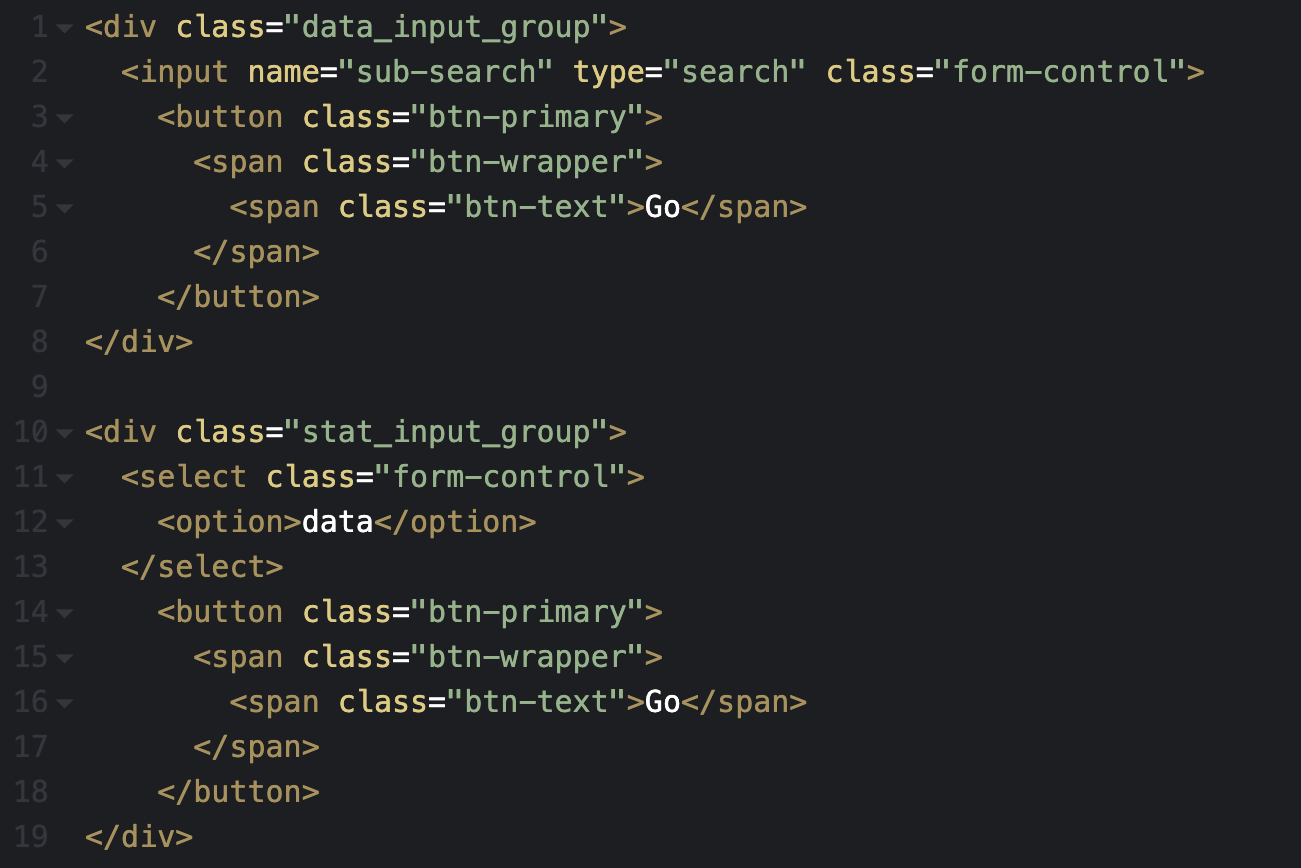 1 <div class="data_input_group">
2   <input name="sub-search" type="search" class="form-control">
3     <button class="btn-primary">
4       <span class="btn-wrapper">
5         <span class="btn-text">Go</span>
6       </span>
7     </button>
8 </div>
9
10 <div class="stat_input_group">
11   <select class="form-control">
12     <option>data</option>
13   </select>
14     <button class="btn-primary">
15       <span class="btn-wrapper">
16         <span class="btn-text">Go</span>
17       </span>
18     </button>
19 </div>